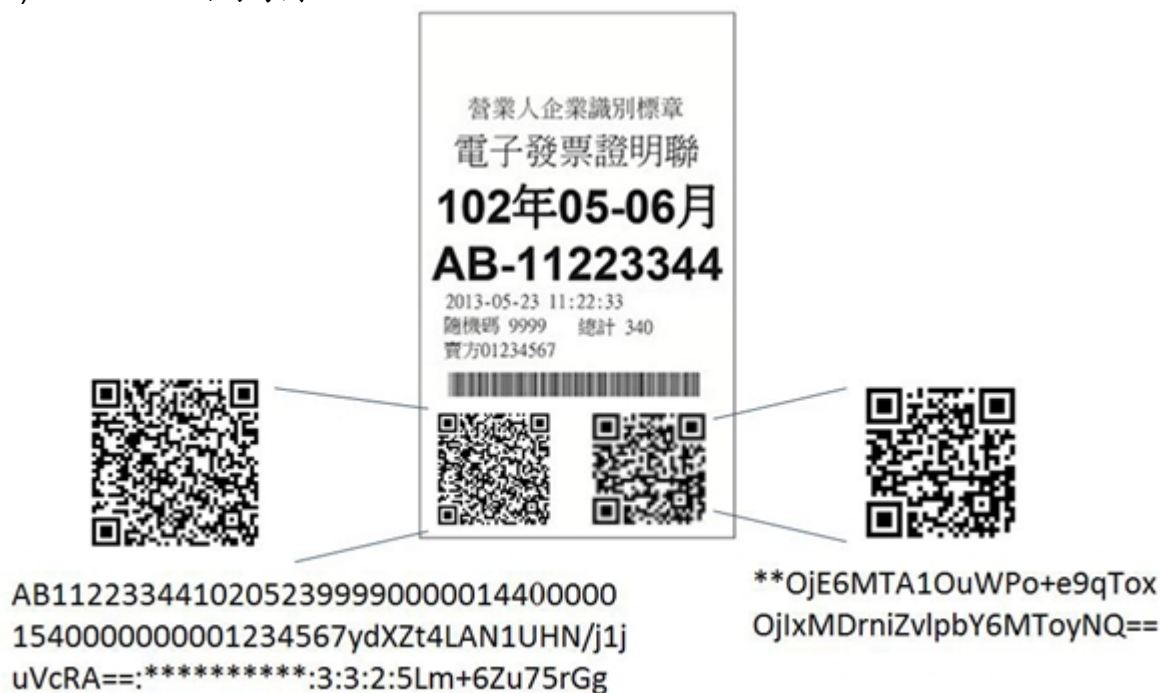 營業人企業識別標章
電子發票證明聯
102年05-06月
AB-11223344
2013-05-23 11:22:33
隨機碼 9999 總計 340
賣方01234567
AB11223344102052399990000014400000
1540000000001234567ydXZt4LAN1UHN/j1j
uVcRA==:**********:3:3:2:5Lm+6Zu75rGg
**OjE6MTA1OuWPo+e9qTox
OjIxMDrniZvlpbY6MToyNQ==